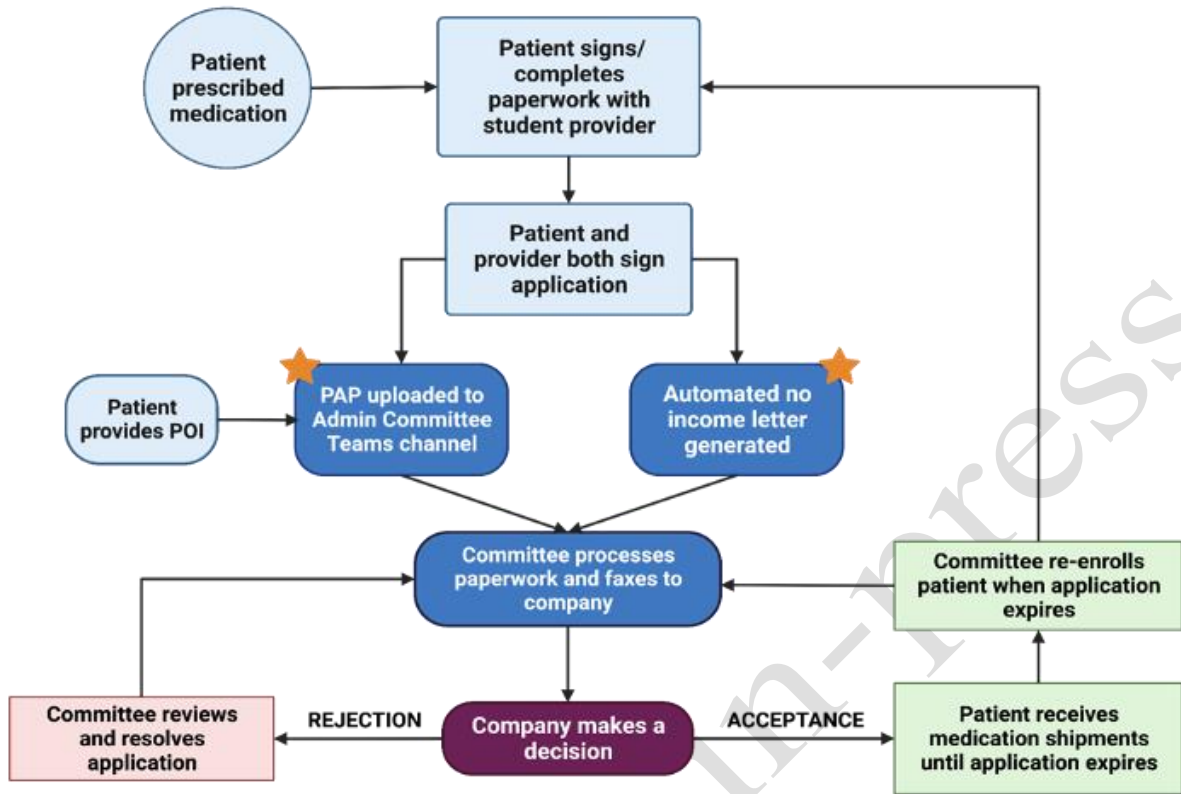 Patient
prescribed
medication
Patient signs/
completes
paperwork with
student provider
Patient and
provider both sign
application
Patient
provides POI
PAP uploaded to
Admin Committee
Teams channel
Automated no
income letter
generated
Committee processes
paperwork and faxes to
company
Committee re-enrolls
patient when application
expires
Committee reviews
and resolves
application
REJECTION
Company makes a
decision
ACCEPTANCE
Patient receives
medication shipments
until application expires
in-press